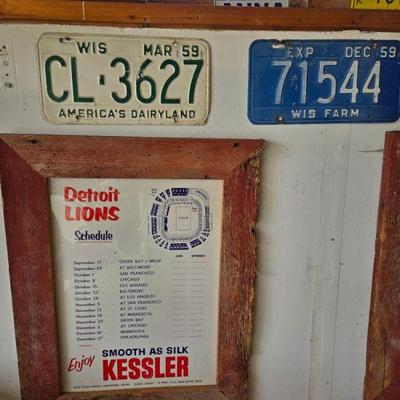 WIS MAR 59
CL·3627
AMERICA'S DAIRYLAND
EXP DEC 59
71544
WIS FARM
Detroit
LIONS
Schedule
September 17 GREEN BAY
September 24 AT BALTIMORE
October 1 SAN FRANCISCO
October 8 CHICAGO
October 15 LOS ANGELES
October 22 BALTIMORE
October 29 AT LOS ANGELES
November 5 AT SAN FRANCISCO
November 12 AT ST. LOUIS
November 19 AT MINNESOTA
November 23 GREEN BAY
December 3 AT CHICAGO
December 10 MINNESOTA
December 17 PHILADELPHIA
Enjoy
SMOOTH AS SILK
KESSLER